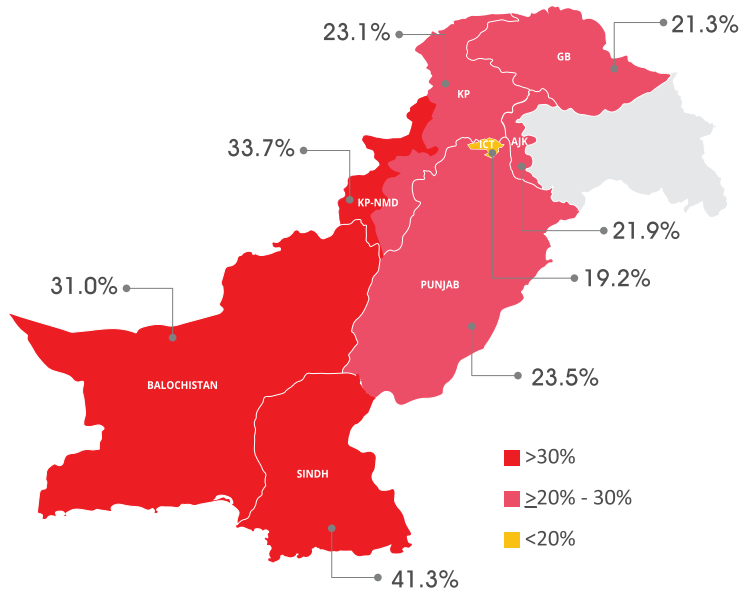 23.1%
21.3%
GB
KP
ICT
AJK
33.7%
KP-NMD
21.9%
31.0%
19.2%
PUNJAB
23.5%
BALOCHISTAN
>30%
SINDH
≥20% - 30%
<20%
41.3%